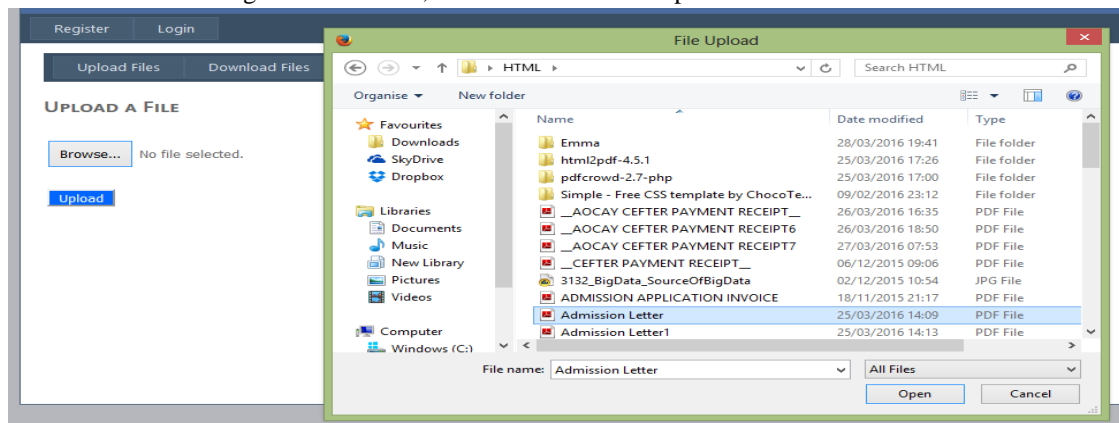 Register Login
File Upload
Upload Files Download Files
HTML
Search HTML
Organise New folder
UPLOAD A FILE
Browse... No file selected.
Upload
Favourites
Downloads
SkyDrive
Dropbox
Libraries
Documents
Music
New Library
Pictures
Videos
Computer
Windows (C:)
Name Date modified Type
Emma 28/03/2016 19:41 File folder
html2pdf-4.5.1 25/03/2016 17:26 File folder
pdfcrowd-2.7-php 25/03/2016 17:00 File folder
Simple - Free CSS template by ChocoTe... 09/02/2016 23:12 File folder
__AOCAY CEFTER PAYMENT RECEIPT__ 26/03/2016 16:35 PDF File
__AOCAY CEFTER PAYMENT RECEIPT6 26/03/2016 18:50 PDF File
__AOCAY CEFTER PAYMENT RECEIPT7 27/03/2016 07:53 PDF File
__CEFTER PAYMENT RECEIPT__ 06/12/2015 09:06 PDF File
3132_BigData_SourceOfBigData 02/12/2015 10:54 JPG File
ADMISSION APPLICATION INVOICE 18/11/2015 21:17 PDF File
Admission Letter 25/03/2016 14:09 PDF File
Admission Letter1 25/03/2016 14:13 PDF File
File name: Admission Letter All Files
Open Cancel